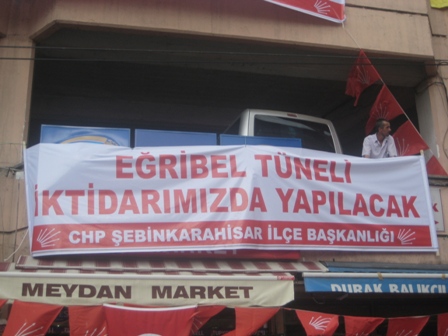 EĞRİBEL TÜNELİ
İKTİDARIMIZDA YAPILACAK
CHP ŞEBİNKARAHİSAR İLÇE BAŞKANLIĞI
MEYDAN MARKET
DURAK BALIKÇI